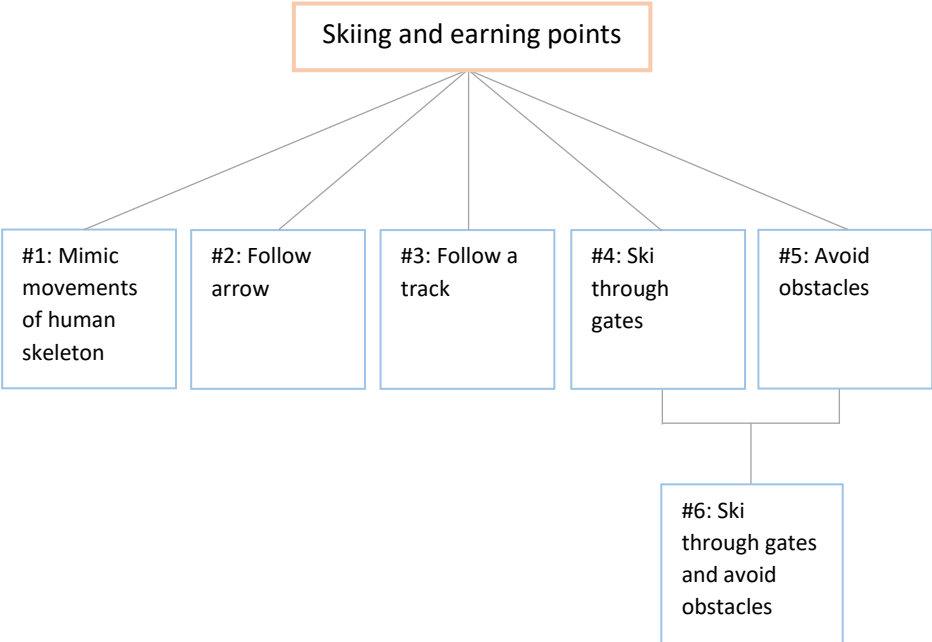 Skiing and earning points
#1: Mimic
movements
of human
skeleton
#2: Follow
arrow
#3: Follow a
track
#4: Ski
through
gates
#5: Avoid
obstacles
#6: Ski
through gates
and avoid
obstacles